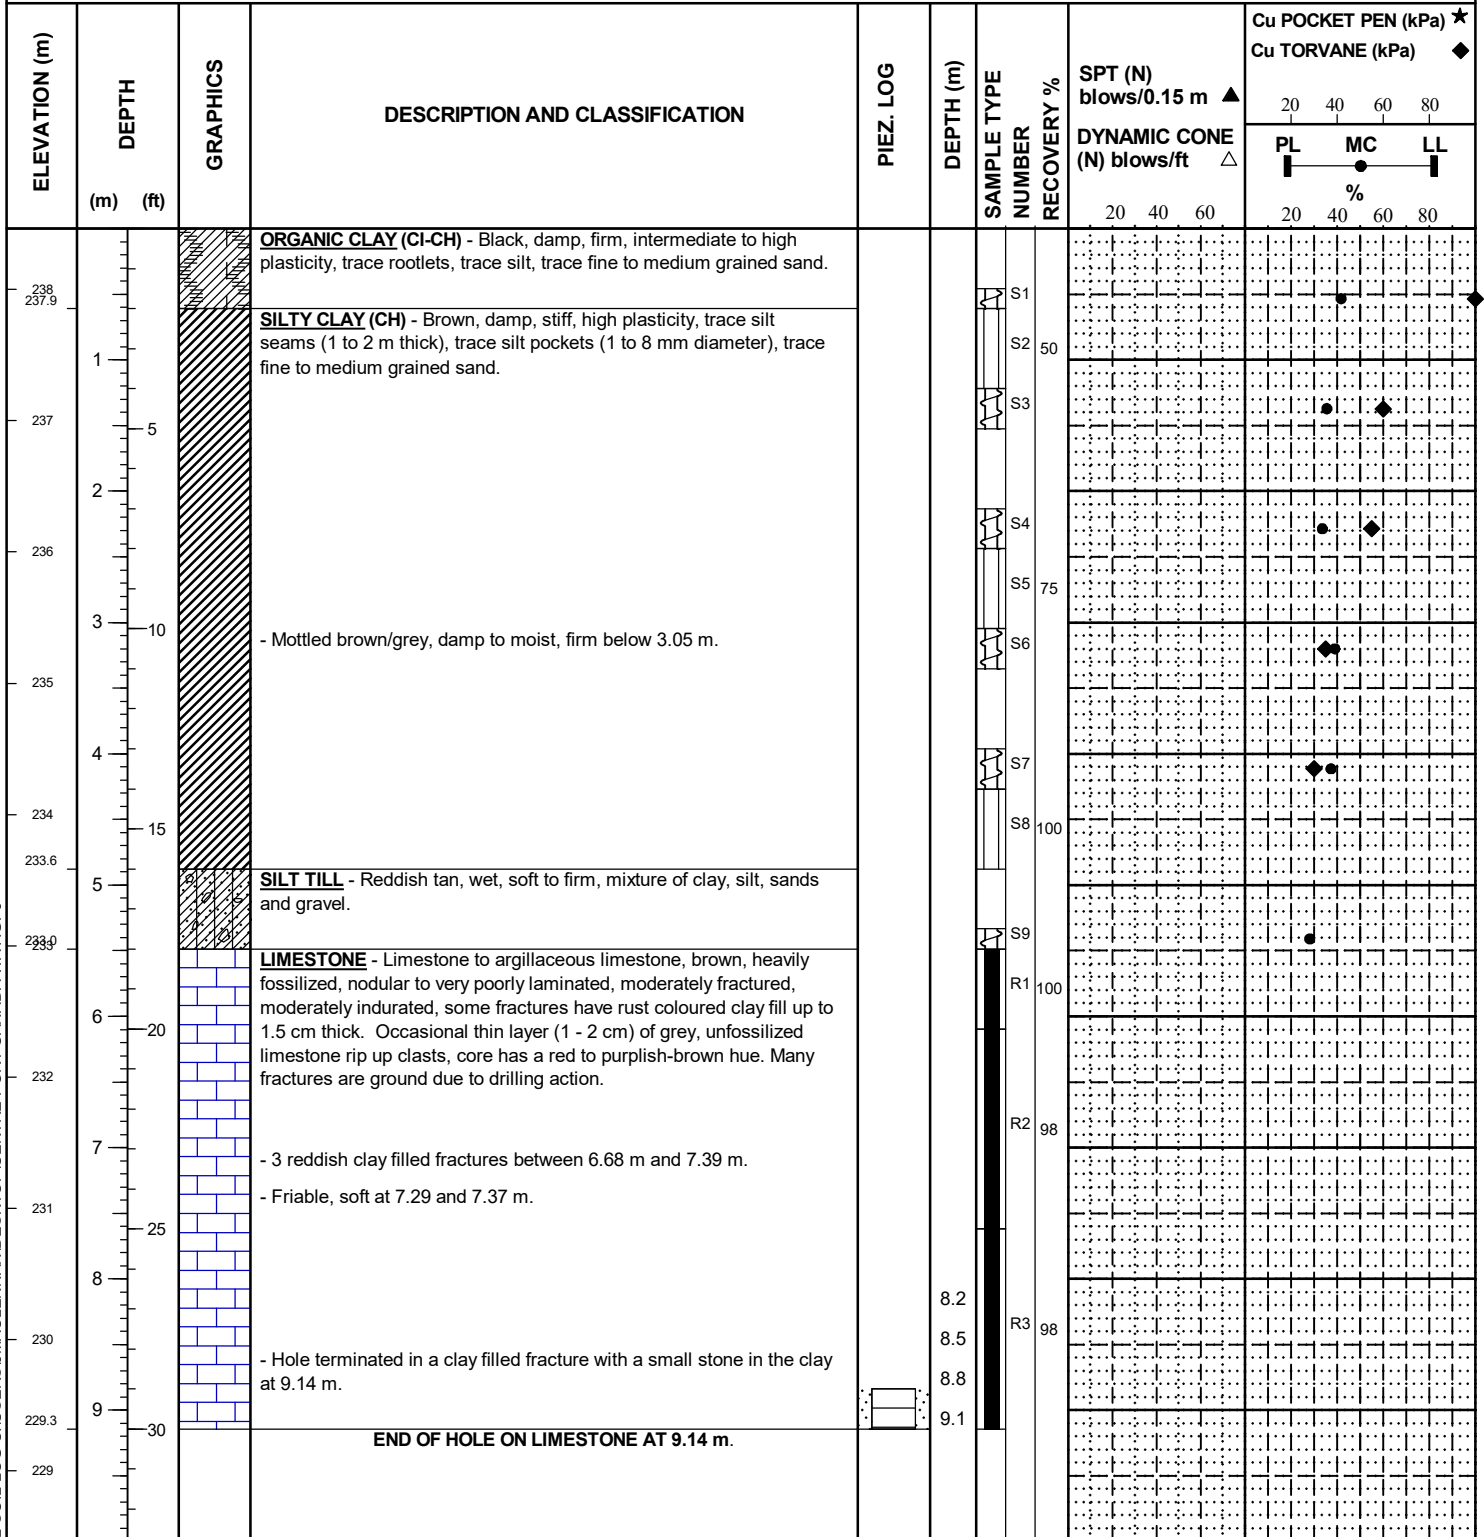 ELEVATION (m)
DEPTH
(m) (ft)
GRAPHICS
DESCRIPTION AND CLASSIFICATION
PIEZ. LOG
DEPTH (m)
SAMPLE TYPE
NUMBER
RECOVERY %
SPT (N)
blows/0.15 m ▲
DYNAMIC CONE
(N) blows/ft △
20 40 60
Cu POCKET PEN (kPa) ★
Cu TORVANE (kPa) ◆
20 40 60 80
PL MC LL
%
20 40 60 80
ORGANIC CLAY (CI-CH) - Black, damp, firm, intermediate to high
plasticity, trace rootlets, trace silt, trace fine to medium grained sand.
238
S1
237.9
SILTY CLAY (CH) - Brown, damp, stiff, high plasticity, trace silt
seams (1 to 2 m thick), trace silt pockets (1 to 8 mm diameter), trace
S2 50
1
fine to medium grained sand.
S3
237
5
2
S4
236
S5 75
3
10
- Mottled brown/grey, damp to moist, firm below 3.05 m.
S6
235
4
S7
234
15
S8 100
233.6
5
SILT TILL - Reddish tan, wet, soft to firm, mixture of clay, silt, sands
and gravel.
S9
233.0
233
LIMESTONE - Limestone to argillaceous limestone, brown, heavily
fossilized, nodular to very poorly laminated, moderately fractured,
R1 100
moderately indurated, some fractures have rust coloured clay fill up to
6
20
1.5 cm thick. Occasional thin layer (1 - 2 cm) of grey, unfossilized
limestone rip up clasts, core has a red to purplish-brown hue. Many
232
fractures are ground due to drilling action.
R2 98
7
- 3 reddish clay filled fractures between 6.68 m and 7.39 m.
- Friable, soft at 7.29 and 7.37 m.
231
25
8
8.2
R3 98
230
8.5
- Hole terminated in a clay filled fracture with a small stone in the clay
at 9.14 m.
8.8
9
9.1
229.3
30
END OF HOLE ON LIMESTONE AT 9.14 m.
229